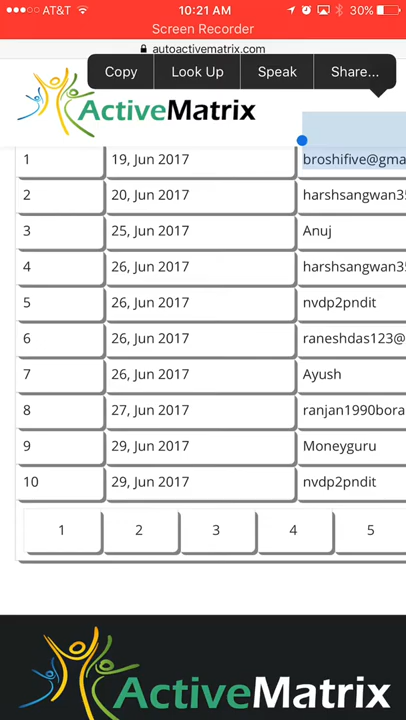 AT&T 10:21 AM 30%
Screen Recorder
autoactivematrix.com
Copy Look Up Speak Share...
ActiveMatrix
1 19, Jun 2017 broshifive@gma
2 20, Jun 2017 harshsangwan35
3 25, Jun 2017 Anuj
4 26, Jun 2017 harshsangwan35
5 26, Jun 2017 nvdp2pndit
6 26, Jun 2017 raneshdas123@
7 26, Jun 2017 Ayush
8 27, Jun 2017 ranjan1990bora
9 29, Jun 2017 Moneyguru
10 29, Jun 2017 nvdp2pndit
1 2 3 4 5
ActiveMatrix